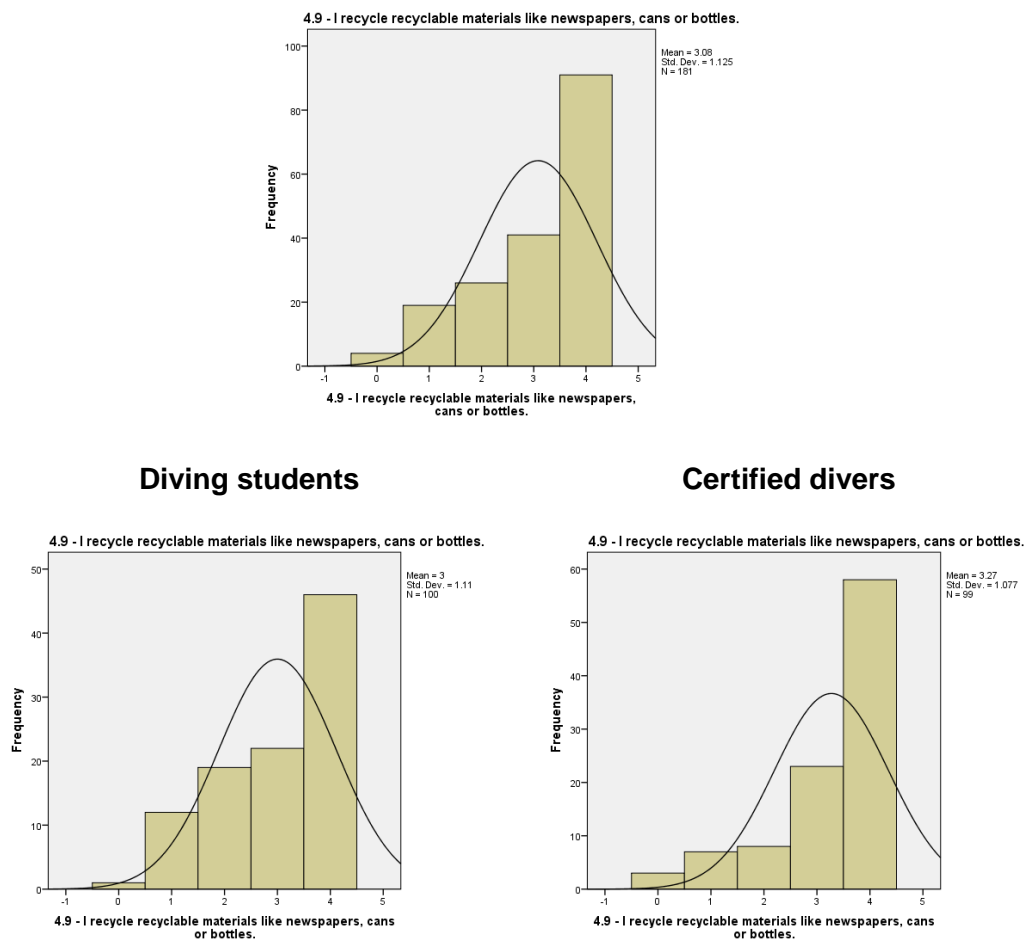 4.9 - I recycle recyclable materials like newspapers, cans or bottles.
Mean = 3.08
Std. Dev. = 1.125
N = 181
Frequency
100
80
60
40
20
0
-1 0 1 2 3 4 5
4.9 - I recycle recyclable materials like newspapers,
cans or bottles.
Diving students
4.9 - I recycle recyclable materials like newspapers, cans or bottles.
Mean = 3
Std. Dev. = 1.11
N = 100
Frequency
50
40
30
20
10
0
-1 0 1 2 3 4 5
4.9 - I recycle recyclable materials like newspapers, cans
or bottles.
Certified divers
4.9 - I recycle recyclable materials like newspapers, cans or bottles.
Mean = 3.27
Std. Dev. = 1.077
N = 99
Frequency
60
50
40
30
20
10
0
-1 0 1 2 3 4 5
4.9 - I recycle recyclable materials like newspapers, cans
or bottles.